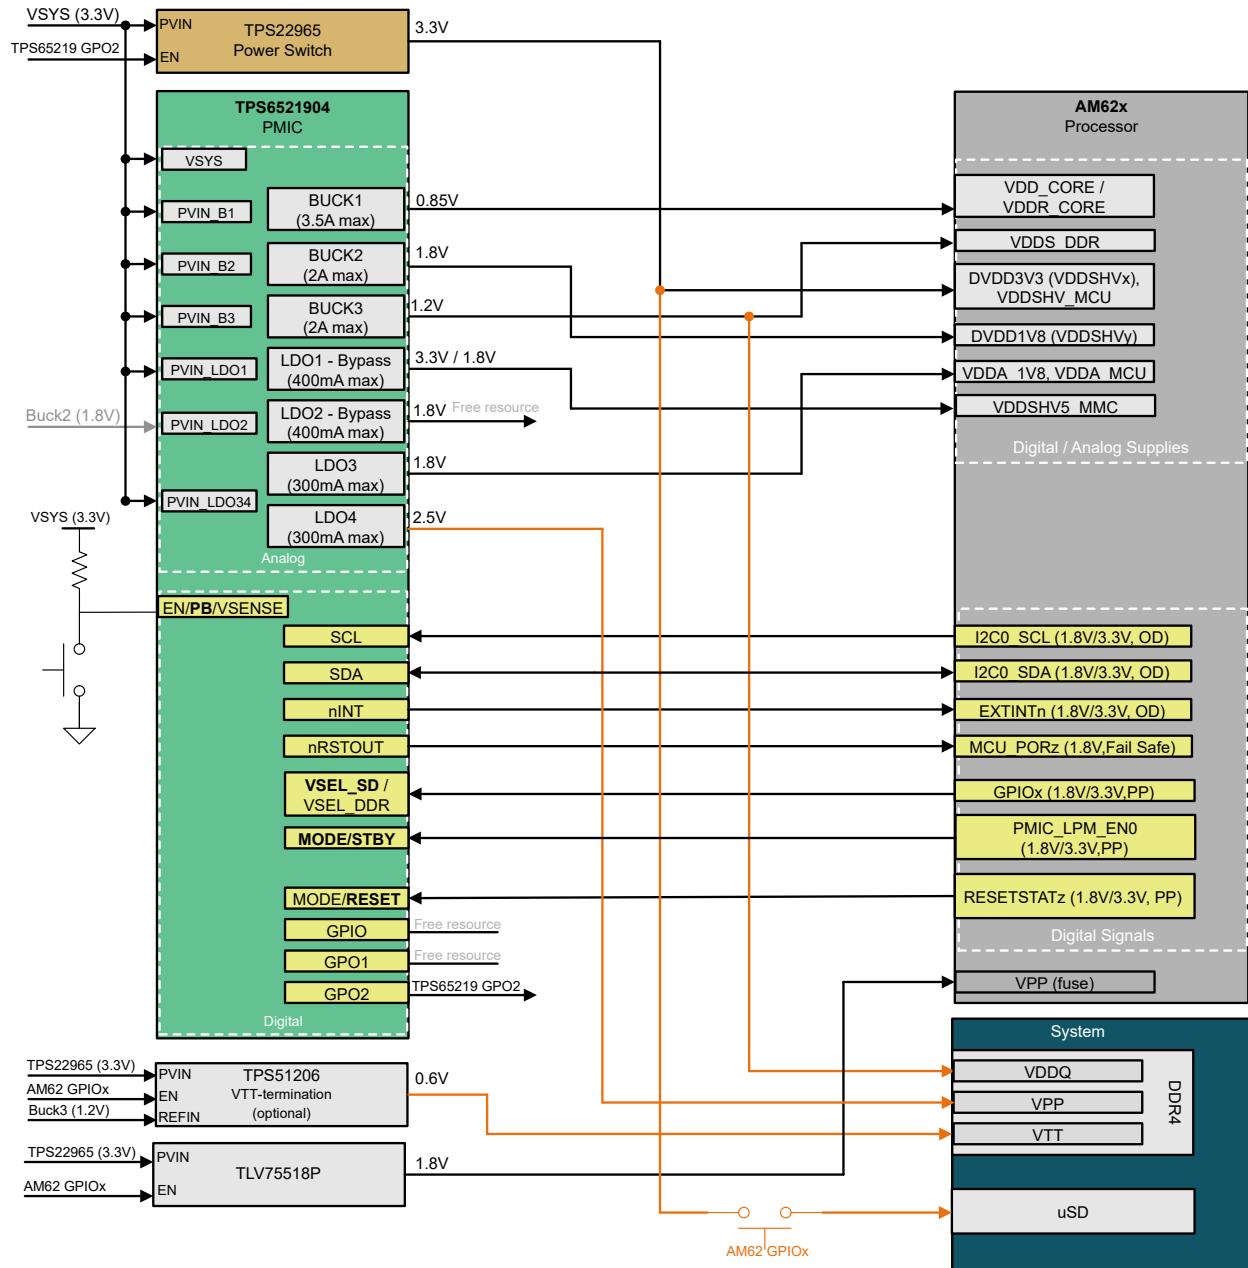 VSYS (3.3V)
PVIN
TPS22965
Power Switch
3.3V
TPS65219 GPO2
EN
TPS6521904
PMIC
VSYS
PVIN_B1
PVIN_B2
PVIN_B3
PVIN_LDO1
Buck2 (1.8V)
PVIN_LDO2
PVIN_LDO34
BUCK1
(3.5A max)
0.85V
BUCK2
(2A max)
1.8V
BUCK3
(2A max)
1.2V
LDO1 - Bypass
(400mA max)
3.3V / 1.8V
LDO2 - Bypass
(400mA max)
1.8V
Free resource
LDO3
(300mA max)
1.8V
LDO4
(300mA max)
2.5V
Analog
VSYS (3.3V)
EN/PB/VSENSE
SCL
SDA
nINT
nRSTOUT
VSEL_SD /
VSEL_DDR
MODE/STBY
MODE/RESET
GPIO
Free resource
GPO1
Free resource
GPO2
TPS65219 GPO2
Digital
AM62x
Processor
VDD_CORE /
VDDR_CORE
VDDS_DDR
DVDD3V3 (VDDSHVx),
VDDSHV_MCU
DVDD1V8 (VDDSHVy)
VDDA_1V8, VDDA_MCU
VDDSHV5_MMC
Digital / Analog Supplies
I2C0_SCL (1.8V/3.3V, OD)
I2C0_SDA (1.8V/3.3V, OD)
EXTINTn (1.8V/3.3V, OD)
MCU_PORz (1.8V,Fail Safe)
GPIOx (1.8V/3.3V,PP)
PMIC_LPM_EN0
(1.8V/3.3V,PP)
RESETSTATz (1.8V/3.3V, PP)
Digital Signals
VPP (fuse)
System
VDDQ
VPP
VTT
DDR4
uSD
TPS22965 (3.3V)
AM62 GPIOx
Buck3 (1.2V)
PVIN
EN
REFIN
TPS51206
VTT-termination
(optional)
0.6V
TPS22965 (3.3V)
AM62 GPIOx
PVIN
EN
TLV75518P
1.8V
AM62 GPIOx